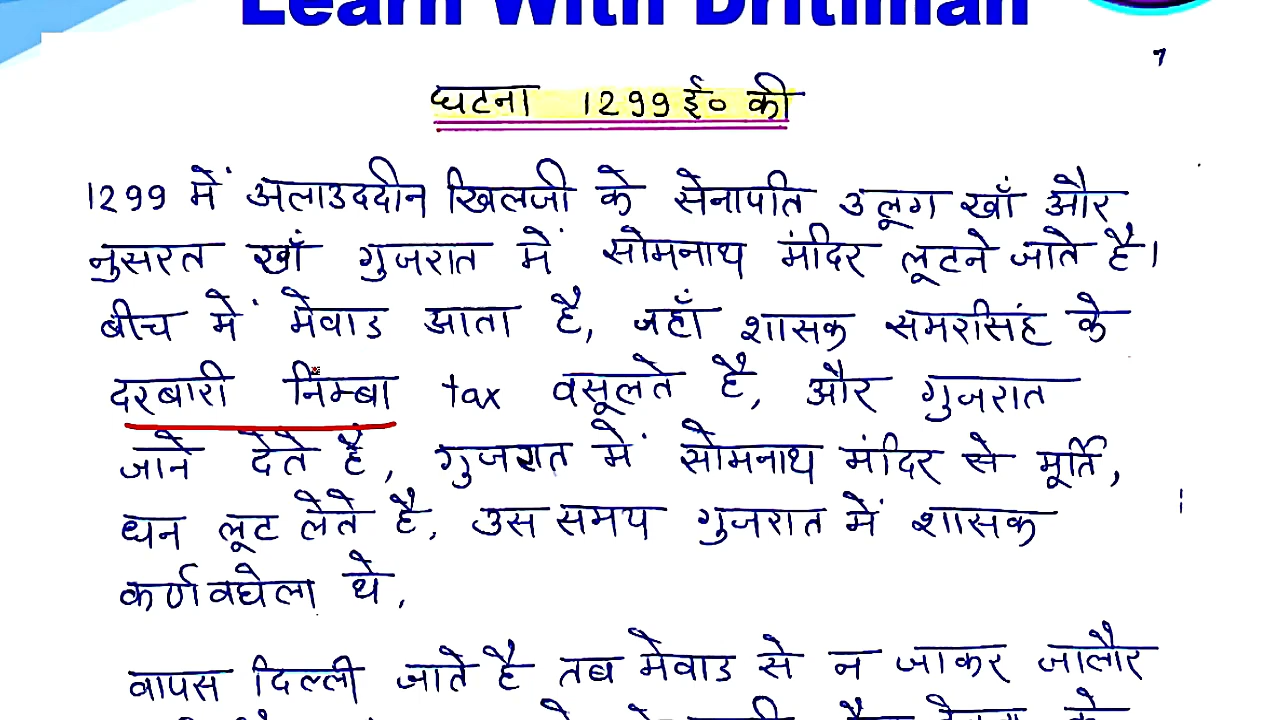 Learn With Dhiman
7
घटना 1299 ई० की
1299 में अलाउददीन खिलजी के सेनापति उलूग खाँ और
नुसरत खाँ गुजरात में सोमनाथ मंदिर लूटने जाते है।
बीच में मेवाड आता है, जहाँ शासक समरसिंह के
दरबारी निम्बा tax वसूलते है, और गुजरात
जाने देते है, गुजरात में सोमनाथ मंदिर से मूर्ति,
धन लूट लेते है, उस समय गुजरात में शासक
कर्ण वघेला थे,
वापस दिल्ली जाते है तब मेवाड से न जाकर जालौर